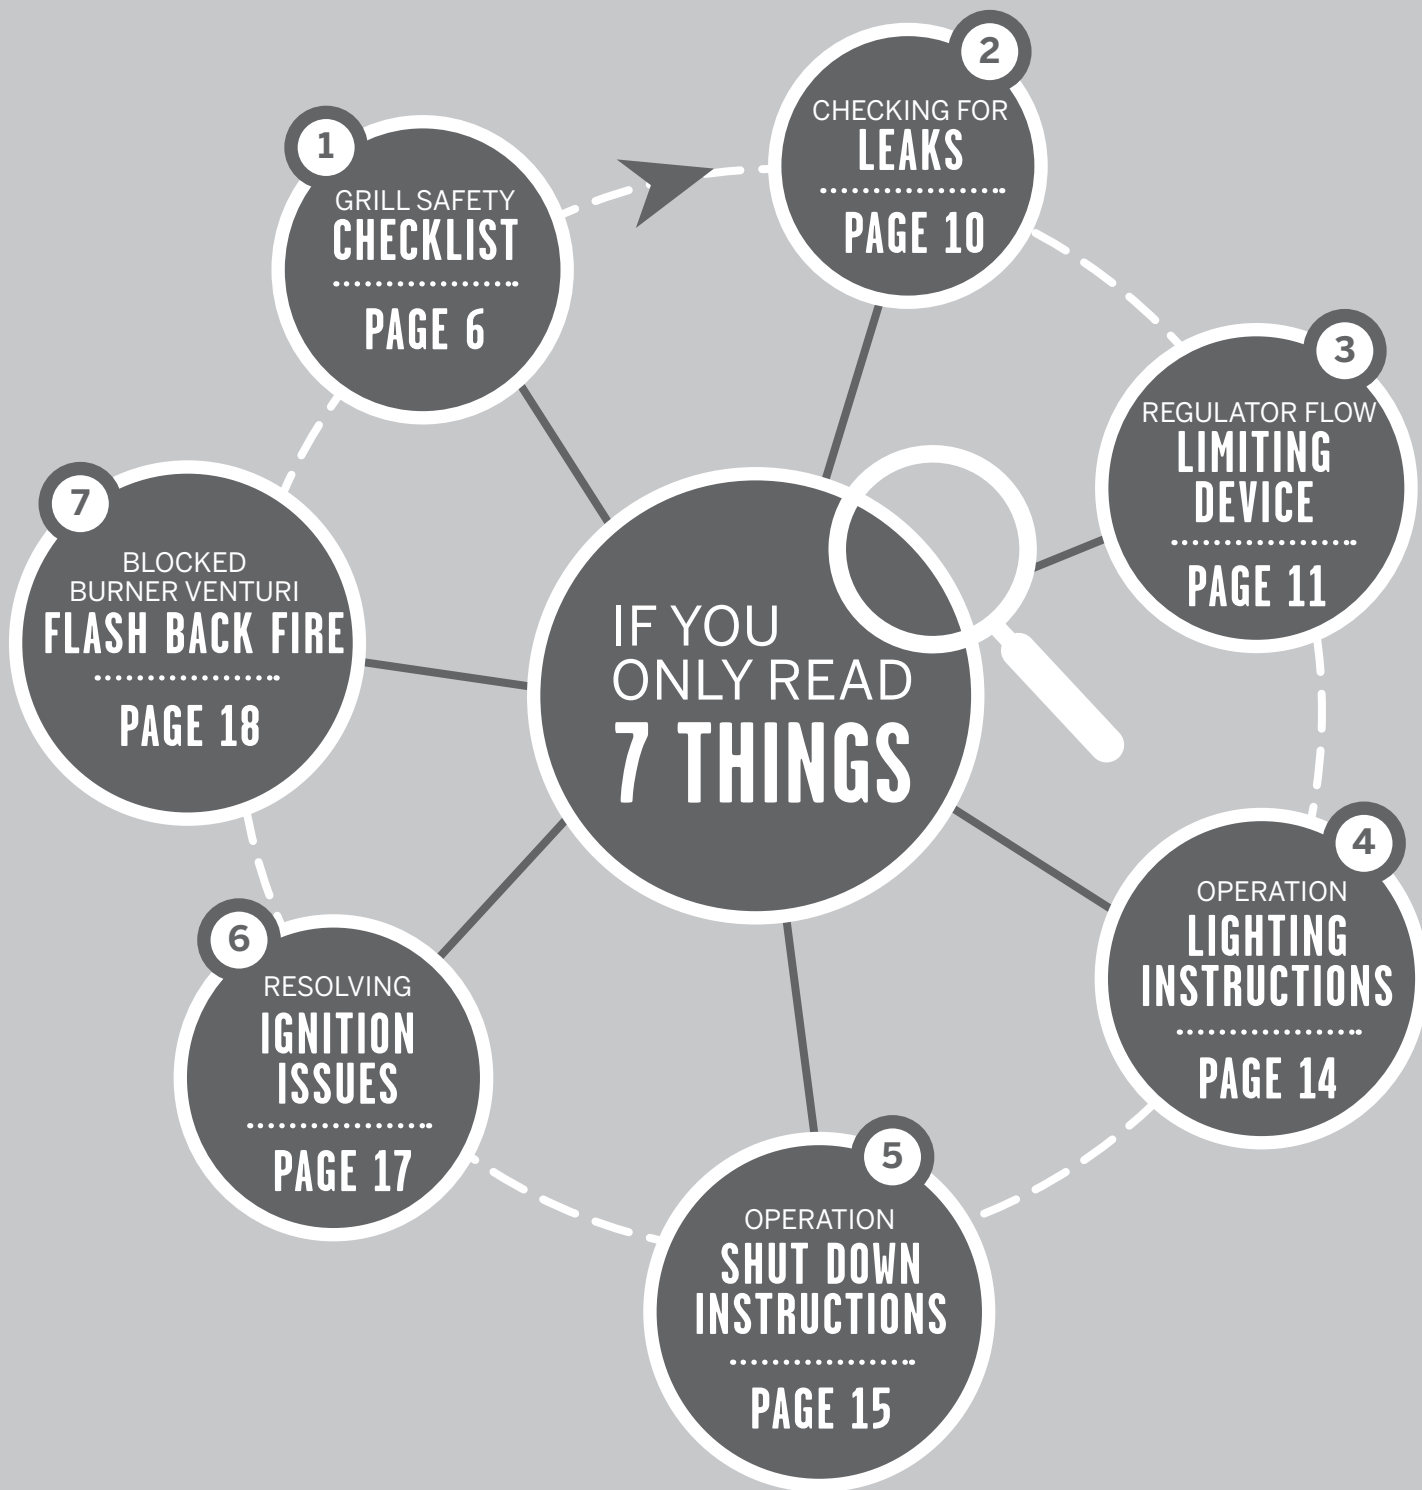 1
GRILL SAFETY
CHECKLIST
PAGE 6
2
CHECKING FOR
LEAKS
PAGE 10
3
REGULATOR FLOW
LIMITING
DEVICE
PAGE 11
4
OPERATION
LIGHTING
INSTRUCTIONS
PAGE 14
5
OPERATION
SHUT DOWN
INSTRUCTIONS
PAGE 15
6
RESOLVING
IGNITION
ISSUES
PAGE 17
7
BLOCKED
BURNER VENTURI
FLASH BACK FIRE
PAGE 18
IF YOU
ONLY READ
7 THINGS